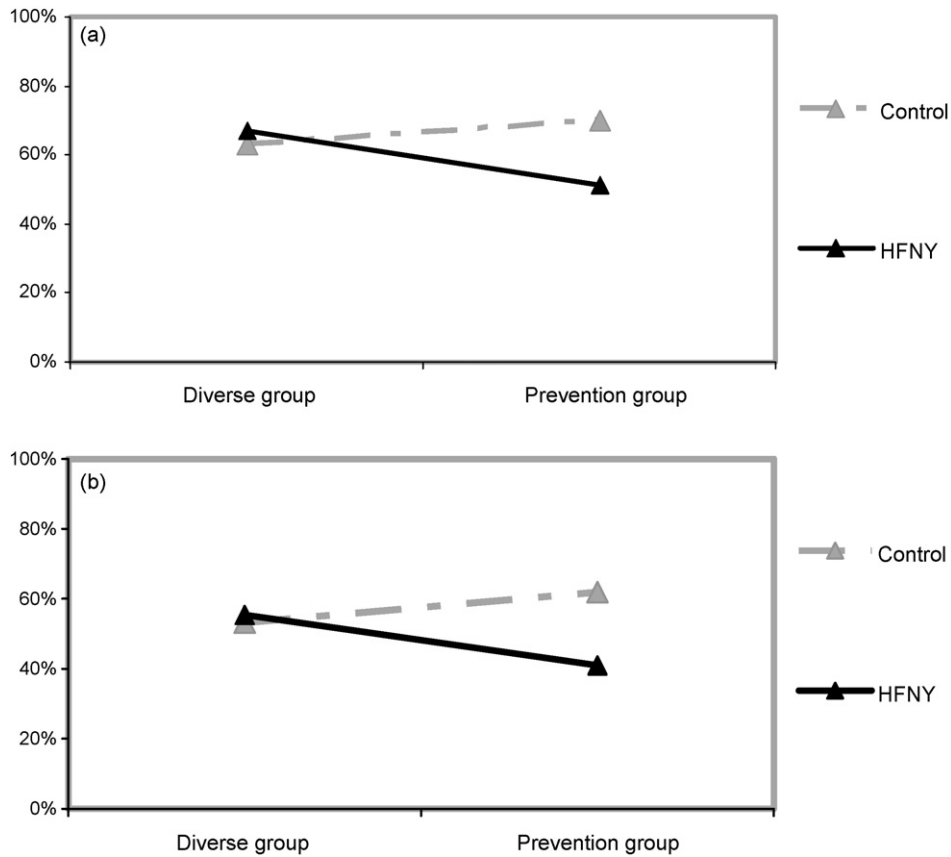 100%
(a)
80%
60%
40%
20%
0%
Diverse group Prevention group
Control
HFNY
100%
(b)
80%
60%
40%
20%
0%
Diverse group Prevention group
Control
HFNY